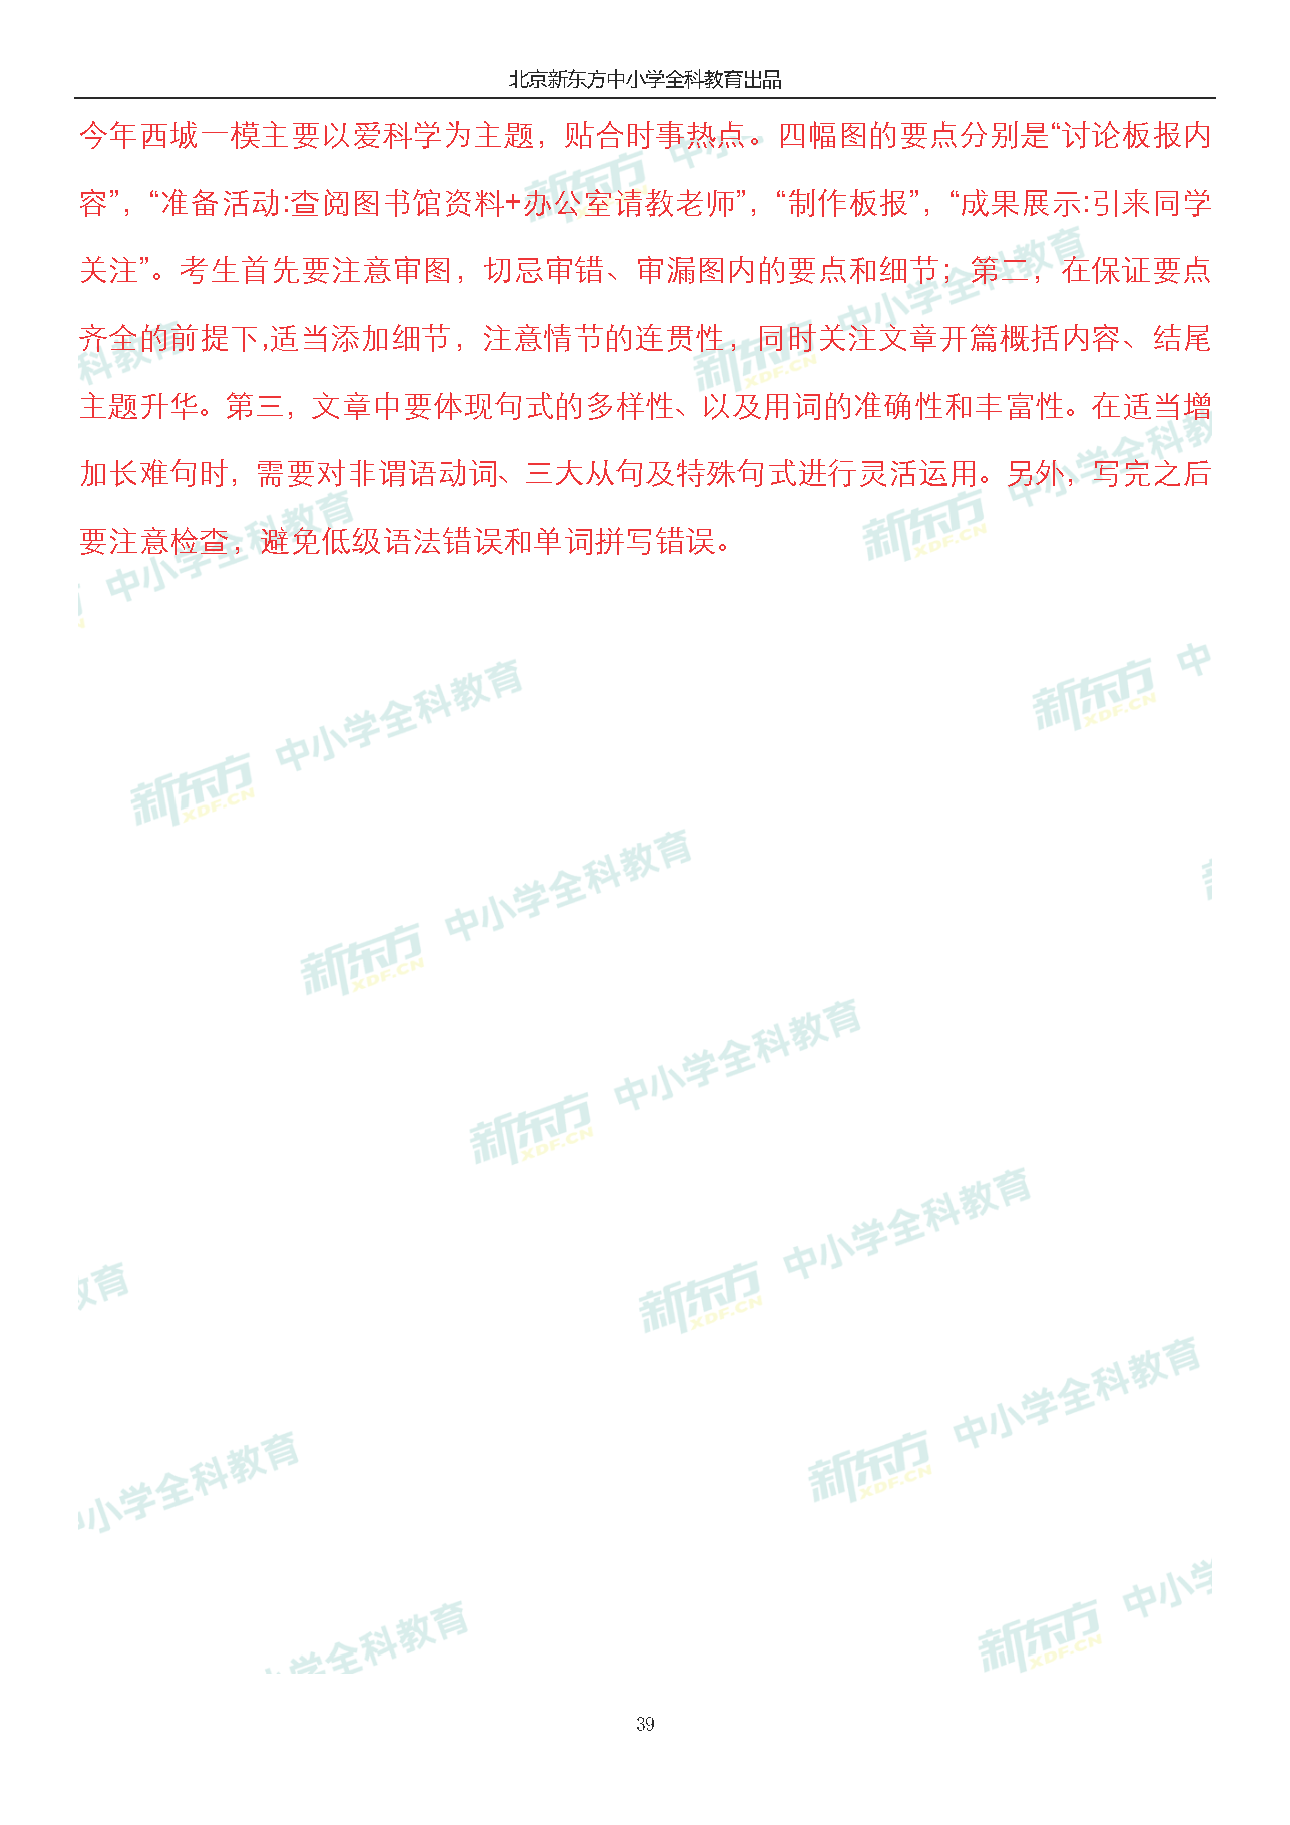 北京新东方中小学全科教育出品
今年西城一模主要以爱科学为主题，贴合时事热点。四幅图的要点分别是“讨论板报内
容”，“准备活动:查阅图书馆资料+办公室请教老师”，“制作板报”，“成果展示:引来同学
关注”。考生首先要注意审图，切忌审错、审漏图内的要点和细节；第二，在保证要点
齐全的前提下,适当添加细节，注意情节的连贯性，同时关注文章开篇概括内容、结尾
主题升华。第三，文章中要体现句式的多样性、以及用词的准确性和丰富性。在适当增
加长难句时，需要对非谓语动词、三大从句及特殊句式进行灵活运用。另外，写完之后
要注意检查，避免低级语法错误和单词拼写错误。
新东方 XDF.CN 中小学全科教育
39